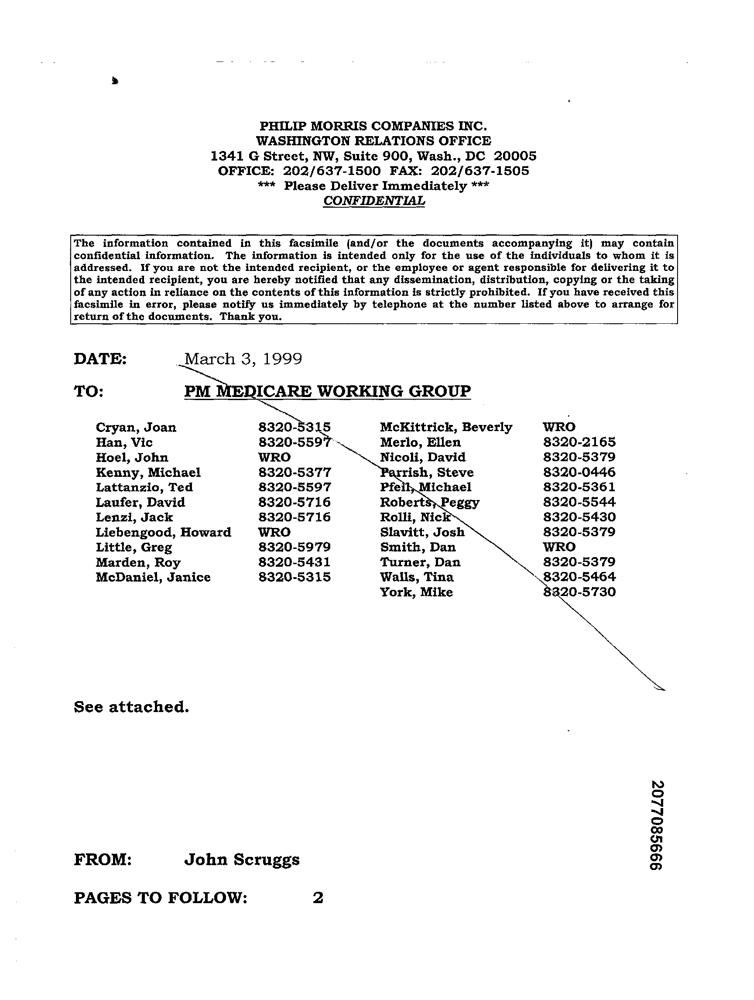 PHILIP MORRIS COMPANIES INC.
WASHINGTON RELATIONS OFFICE
1341 G Street, NW, Suite 900, Wash., DC 20005
OFFICE: 202/637-1500 FAX: 202/637-1505
*** Please Deliver Immediately ***
CONFIDENTIAL
The information contained in this facsimile (and/or the documents accompanying it) may contain
confidential information. The information is intended only for the use of the individuals to whom it is
addressed. If you are not the intended recipient, or the employee or agent responsible for delivering it to
the intended recipient, you are hereby notified that any dissemination, distribution, copying or the taking
of any action in reliance on the contents of this information is strictly prohibited. If you have received this
facsimile in error, please notify us immediately by telephone at the number listed above to arrange for
return of the documents. Thank you.
DATE: March 3, 1999
TO: PM MEDICARE WORKING GROUP
Cryan, Joan 8320-5315 McKittrick, Beverly WRO
Han, Vic 8320-5597 Merlo, Ellen 8320-2165
Hoel, John WRO Nicoli, David 8320-5379
Kenny, Michael 8320-5377 Parrish, Steve 8320-0446
Lattanzio, Ted 8320-5597 Pfeil, Michael 8320-5361
Laufer, David 8320-5716 Roberts, Peggy 8320-5544
Lenzi, Jack 8320-5716 Rolli, Nick 8320-5430
Liebengood, Howard WRO Slavitt, Josh 8320-5379
Little, Greg 8320-5979 Smith, Dan WRO
Marden, Roy 8320-5431 Turner, Dan 8320-5379
McDaniel, Janice 8320-5315 Walls, Tina 8320-5464
York, Mike 8320-5730
See attached.
2077085666
FROM: John Scruggs
PAGES TO FOLLOW: 2